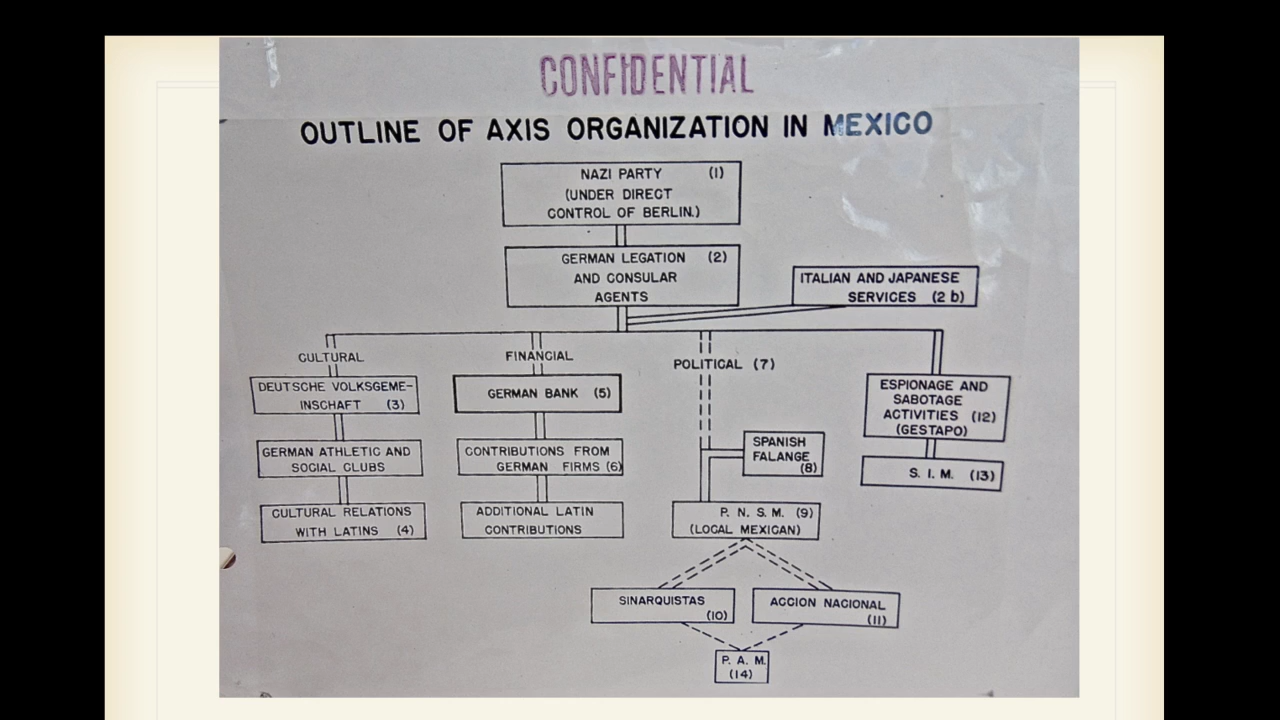 CONFIDENTIAL
OUTLINE OF AXIS ORGANIZATION IN MEXICO
NAZI PARTY (1)
(UNDER DIRECT
CONTROL OF BERLIN.)
GERMAN LEGATION (2)
AND CONSULAR
AGENTS
ITALIAN AND JAPANESE
SERVICES (2 b)
CULTURAL
DEUTSCHE VOLKSGEME-
INSCHAFT (3)
GERMAN ATHLETIC AND
SOCIAL CLUBS
CULTURAL RELATIONS
WITH LATINS (4)
FINANCIAL
GERMAN BANK (5)
CONTRIBUTIONS FROM
GERMAN FIRMS (6)
ADDITIONAL LATIN
CONTRIBUTIONS
POLITICAL (7)
SPANISH
FALANGE
(8)
P. N. S. M. (9)
(LOCAL MEXICAN)
SINARQUISTAS
(10)
ACCION NACIONAL
(11)
P. A. M.
(14)
ESPIONAGE AND
SABOTAGE
ACTIVITIES (12)
(GESTAPO)
S. I. M. (13)